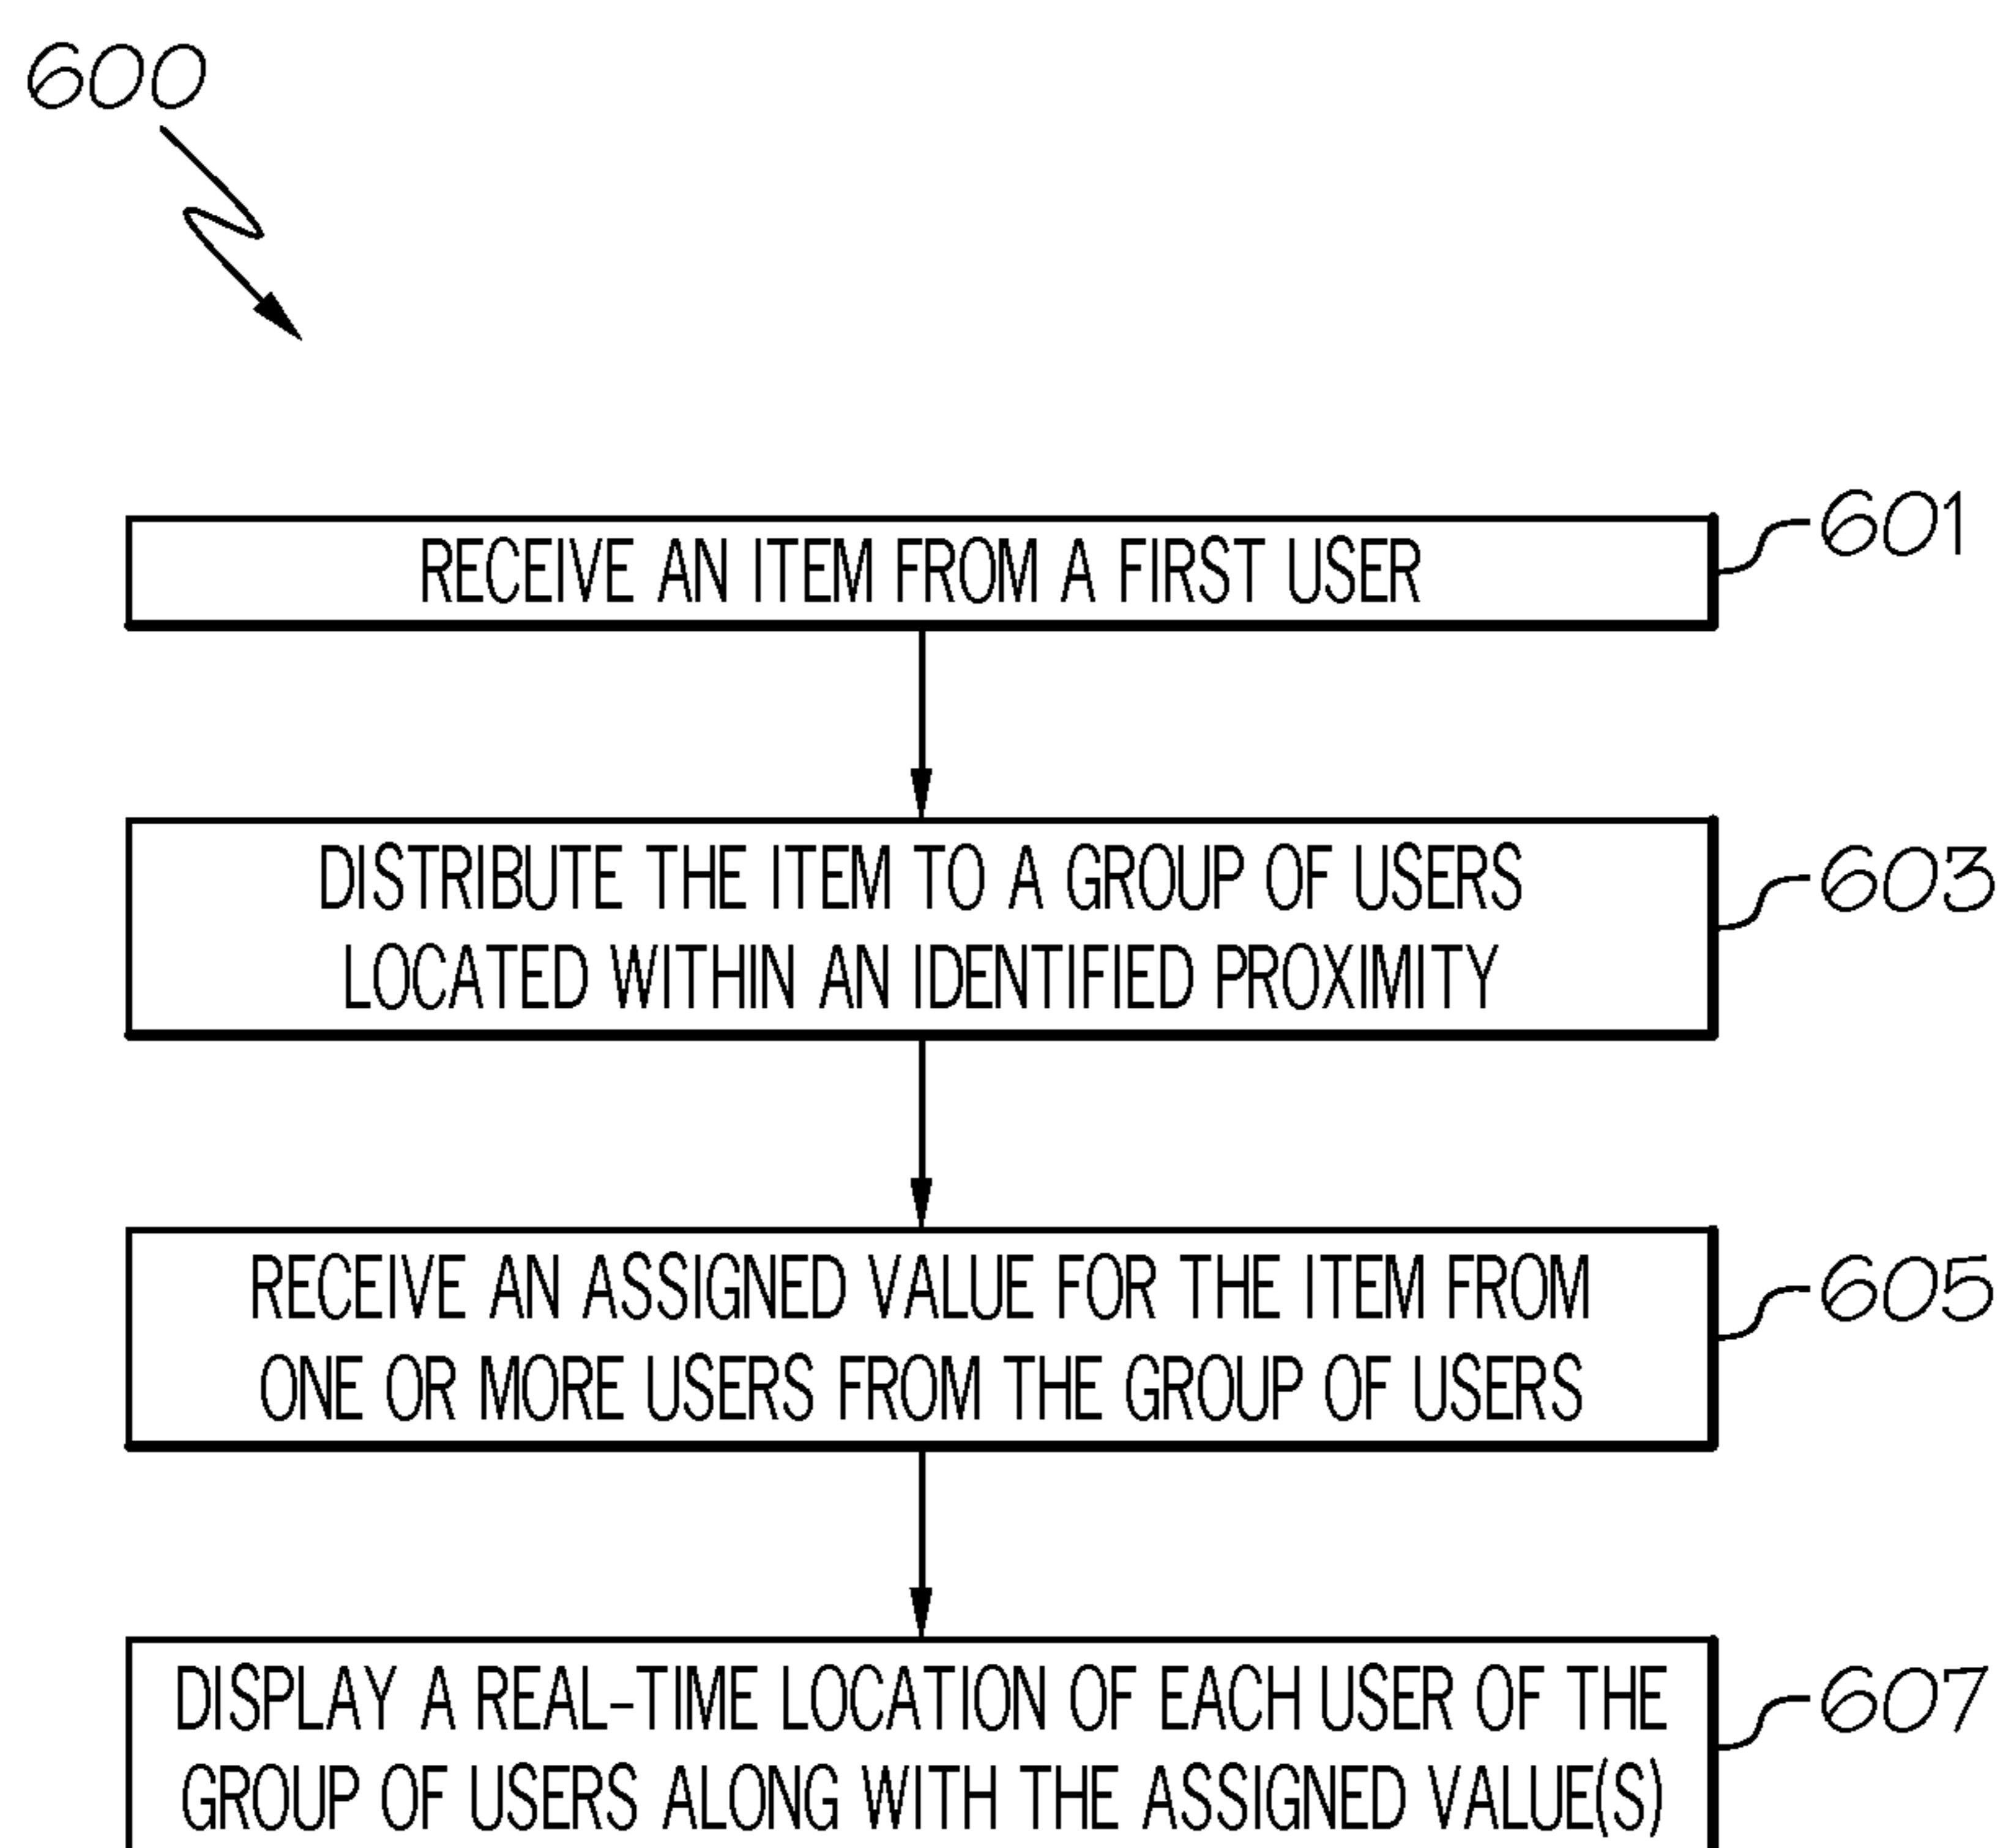 600
RECEIVE AN ITEM FROM A FIRST USER
601
DISTRIBUTE THE ITEM TO A GROUP OF USERS
LOCATED WITHIN AN IDENTIFIED PROXIMITY
603
RECEIVE AN ASSIGNED VALUE FOR THE ITEM FROM
ONE OR MORE USERS FROM THE GROUP OF USERS
605
DISPLAY A REAL-TIME LOCATION OF EACH USER OF THE
GROUP OF USERS ALONG WITH THE ASSIGNED VALUE(S)
607